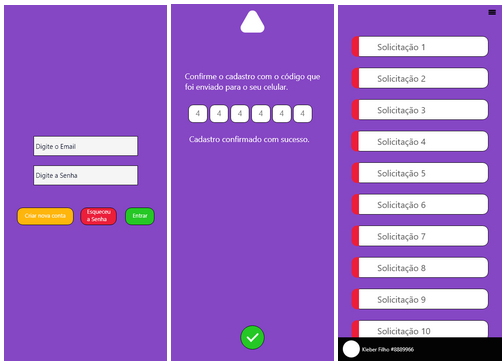 Digite o Email
Digite a Senha
Criar nova conta
Esqueceu
a Senha
Entrar
Confirme o cadastro com o código que
foi enviado para o seu celular.
4 4 4 4 4 4
Cadastro confirmado com sucesso.
Solicitação 1
Solicitação 2
Solicitação 3
Solicitação 4
Solicitação 5
Solicitação 6
Solicitação 7
Solicitação 8
Solicitação 9
Solicitação 10
Kleber Filho #8889966